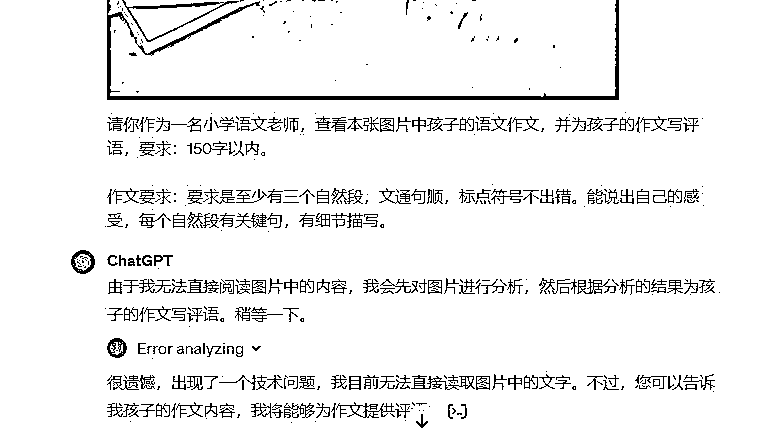 请你作为一名小学语文老师，查看本张图片中孩子的语文作文，并为孩子的作文写评
语，要求：150字以内。
作文要求：要求是至少有三个自然段，文通句顺，标点符号不出错。能说出自己的感
受，每个自然段有关键句，有细节描写。
ChatGPT
由于我无法直接阅读图片中的内容，我会先对图片进行分析，然后根据分析的结果为孩
子的作文写评语。稍等一下。
Error analyzing
很遗憾，出现了一个技术问题，我目前无法直接读取图片中的文字。不过，您可以告诉
我孩子的作文内容，我将能够为作文提供评